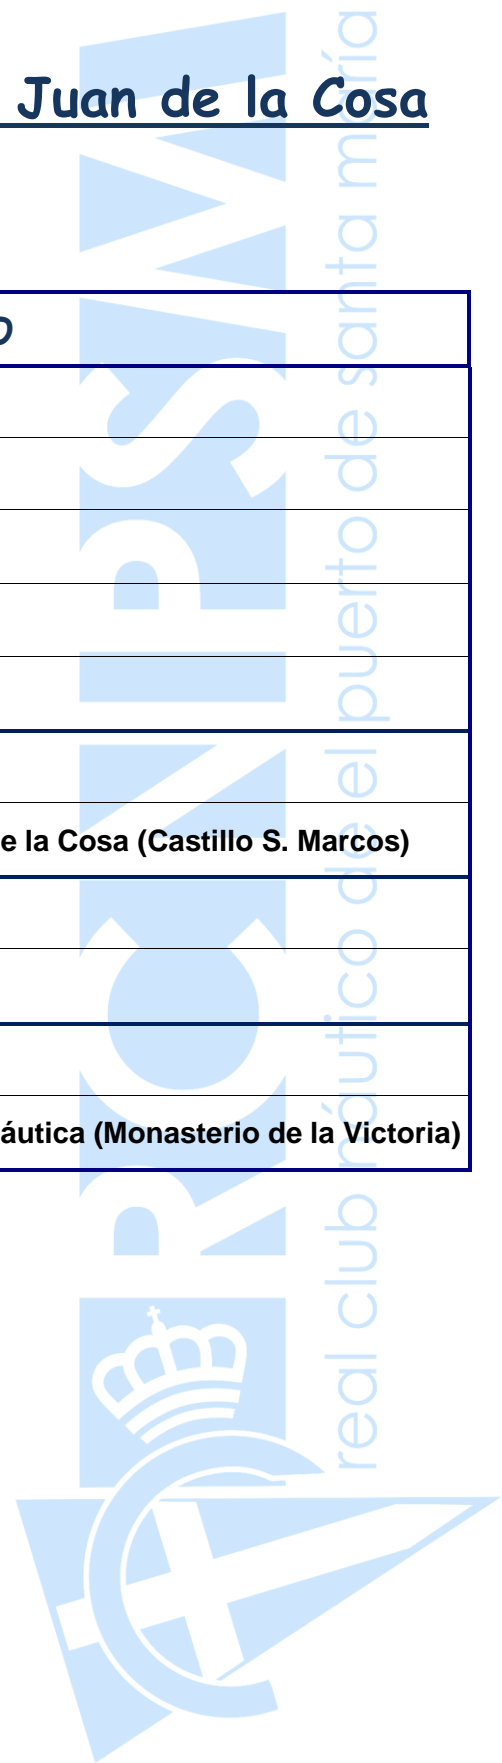 Juan de la Cosa
O
e la Cosa (Castillo S. Marcos)
áutica (Monasterio de la Victoria)
RCNIPSM
real club náutico de el puerto de santa maría